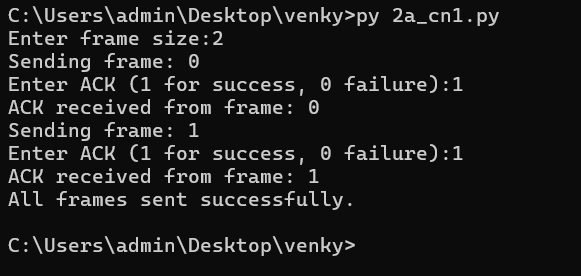 C:\Users\admin\Desktop\venky>py 2a_cn1.py
Enter frame size:2
Sending frame: 0
Enter ACK (1 for success, 0 failure):1
ACK received from frame: 0
Sending frame: 1
Enter ACK (1 for success, 0 failure):1
ACK received from frame: 1
All frames sent successfully.
C:\Users\admin\Desktop\venky>